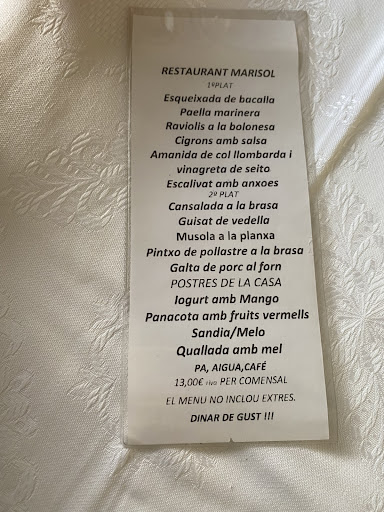 RESTAURANT MARISOL
1ºPLAT
Esqueixada de bacalla
Paella marinera
Raviolis a la bolonesa
Cigrons amb salsa
Amanida de col llombarda i
vinagreta de seito
Escalivat amb anxoes
2º PLAT
Cansalada a la brasa
Guisat de vedella
Musola a la planxa
Pintxo de pollastre a la brasa
Galta de porc al forn
POSTRES DE LA CASA
Iogurt amb Mango
Panacota amb fruits vermells
Sandia/Melo
Quallada amb mel
PA, AIGUA,CAFÉ
13,00€ PER COMENSAL
EL MENU NO INCLOU EXTRES.
DINAR DE GUST !!!